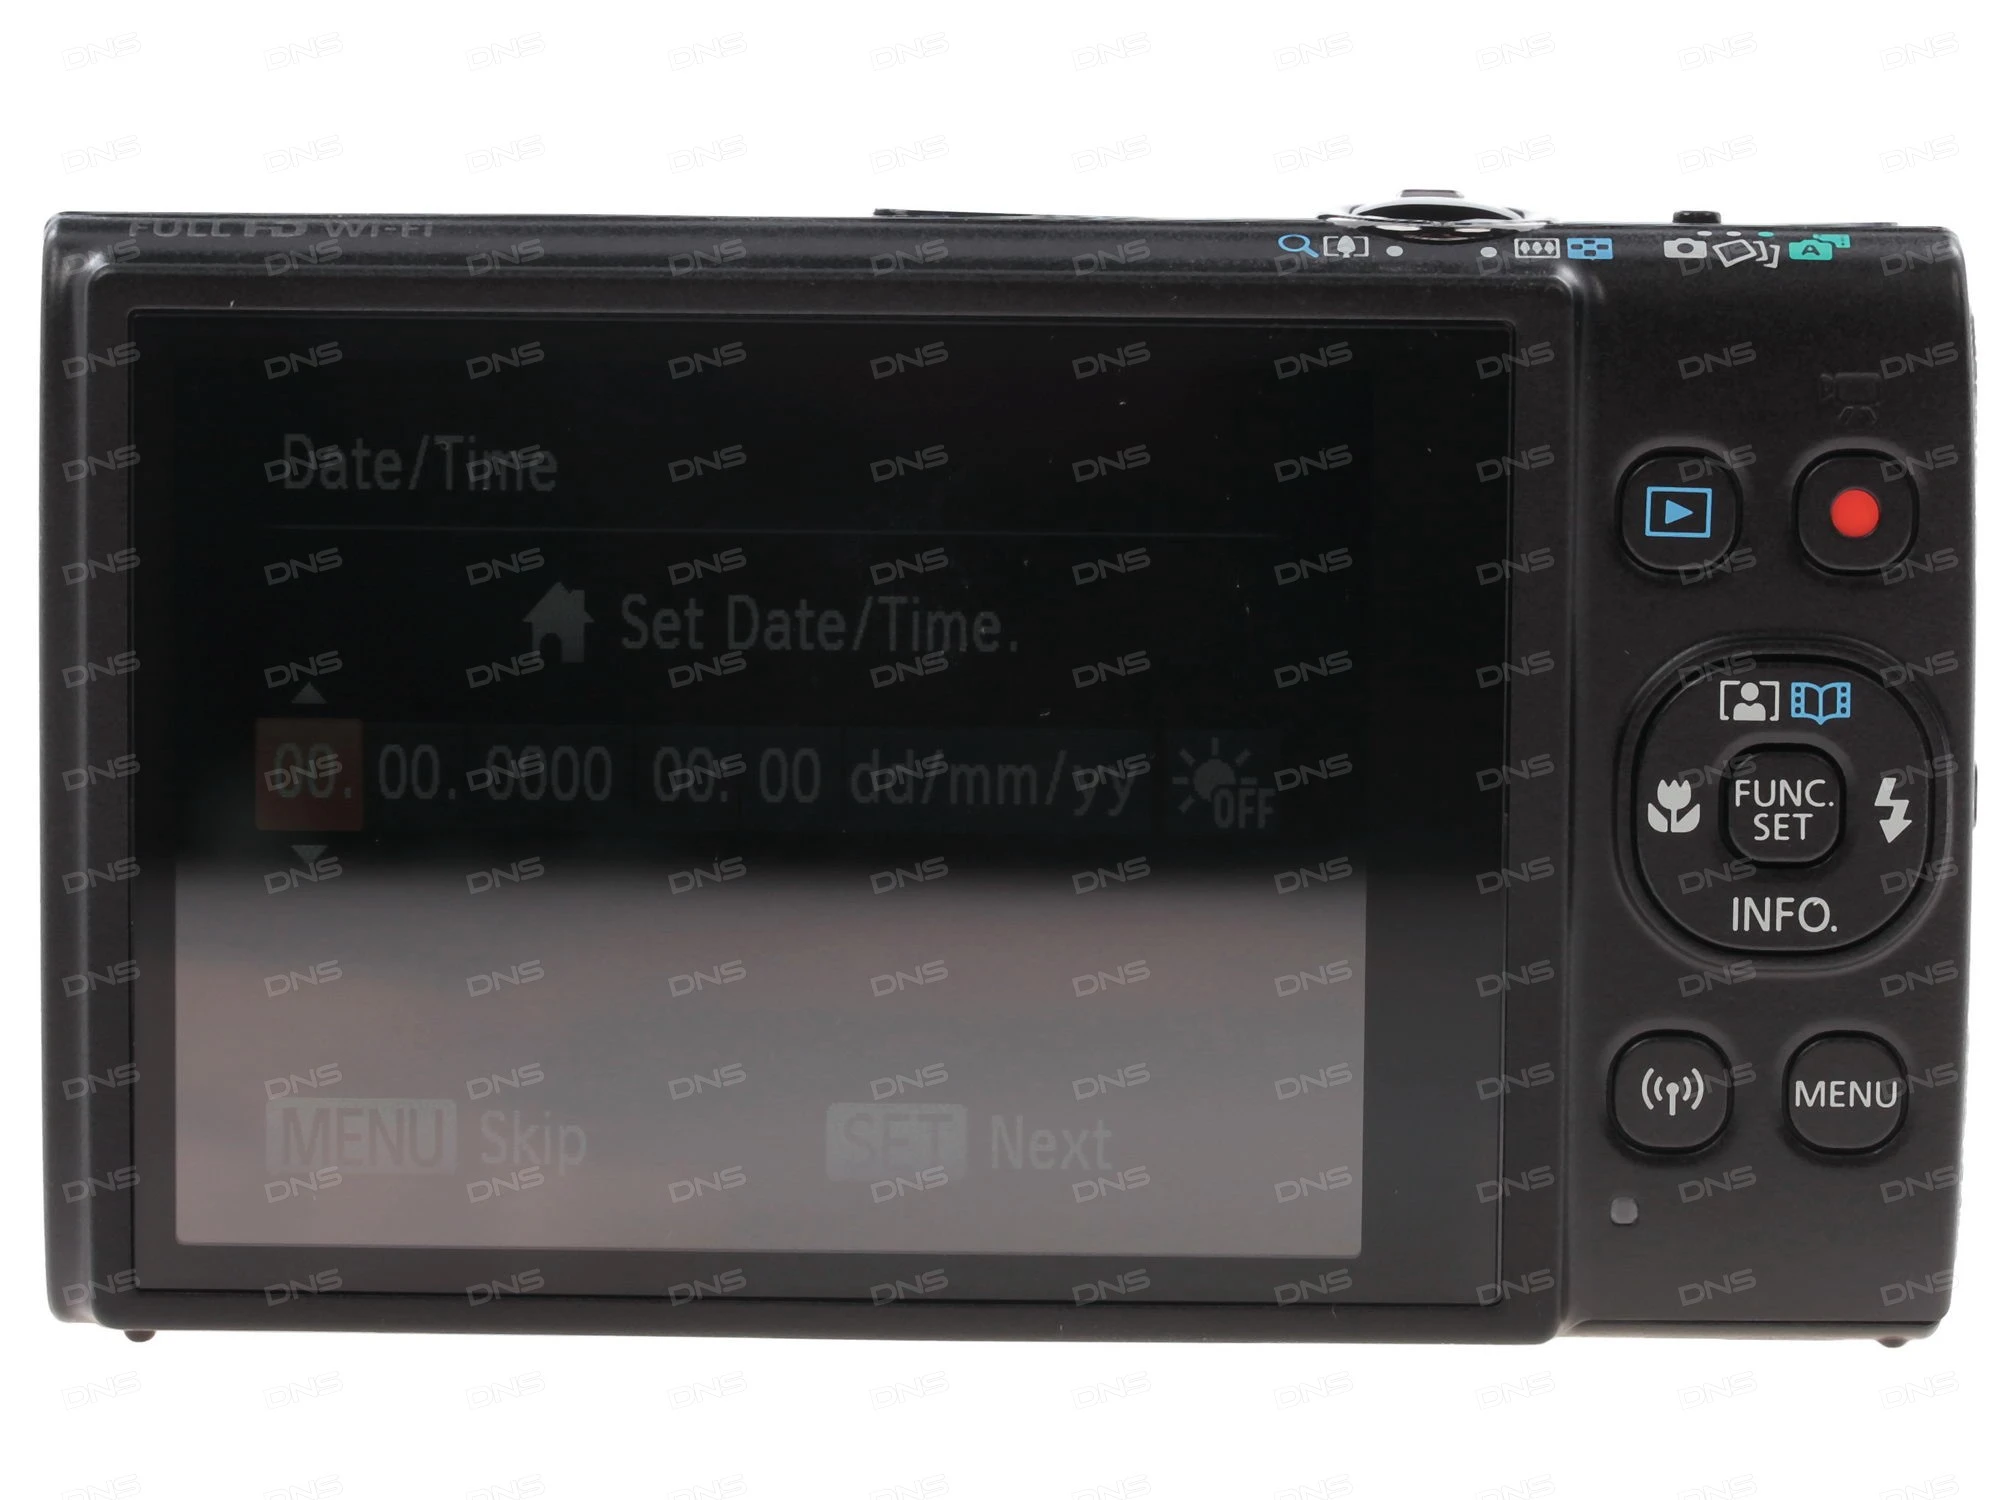 FULL HD Wi-Fi
A
Date/Time
Set Date/Time.
00. 00. 0000 00: 00 dd/mm/yy OFF
FUNC.
SET
INFO.
MENU Skip SET Next
MENU
DNS